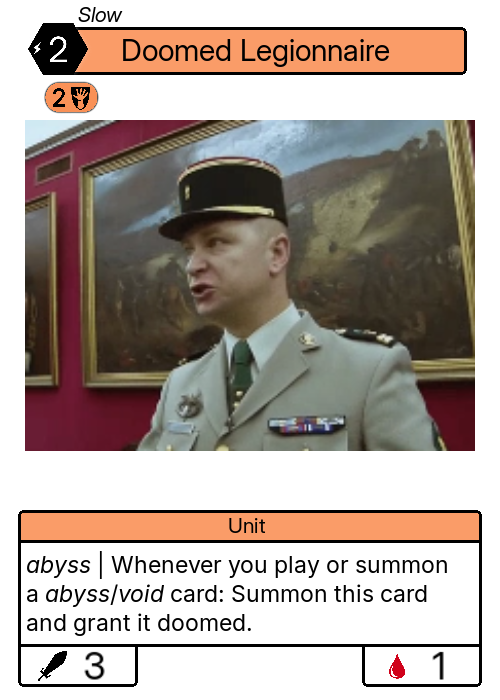 Slow
2 Doomed Legionnaire
2
Unit
abyss | Whenever you play or summon
a abyss/void card: Summon this card
and grant it doomed.
3 1